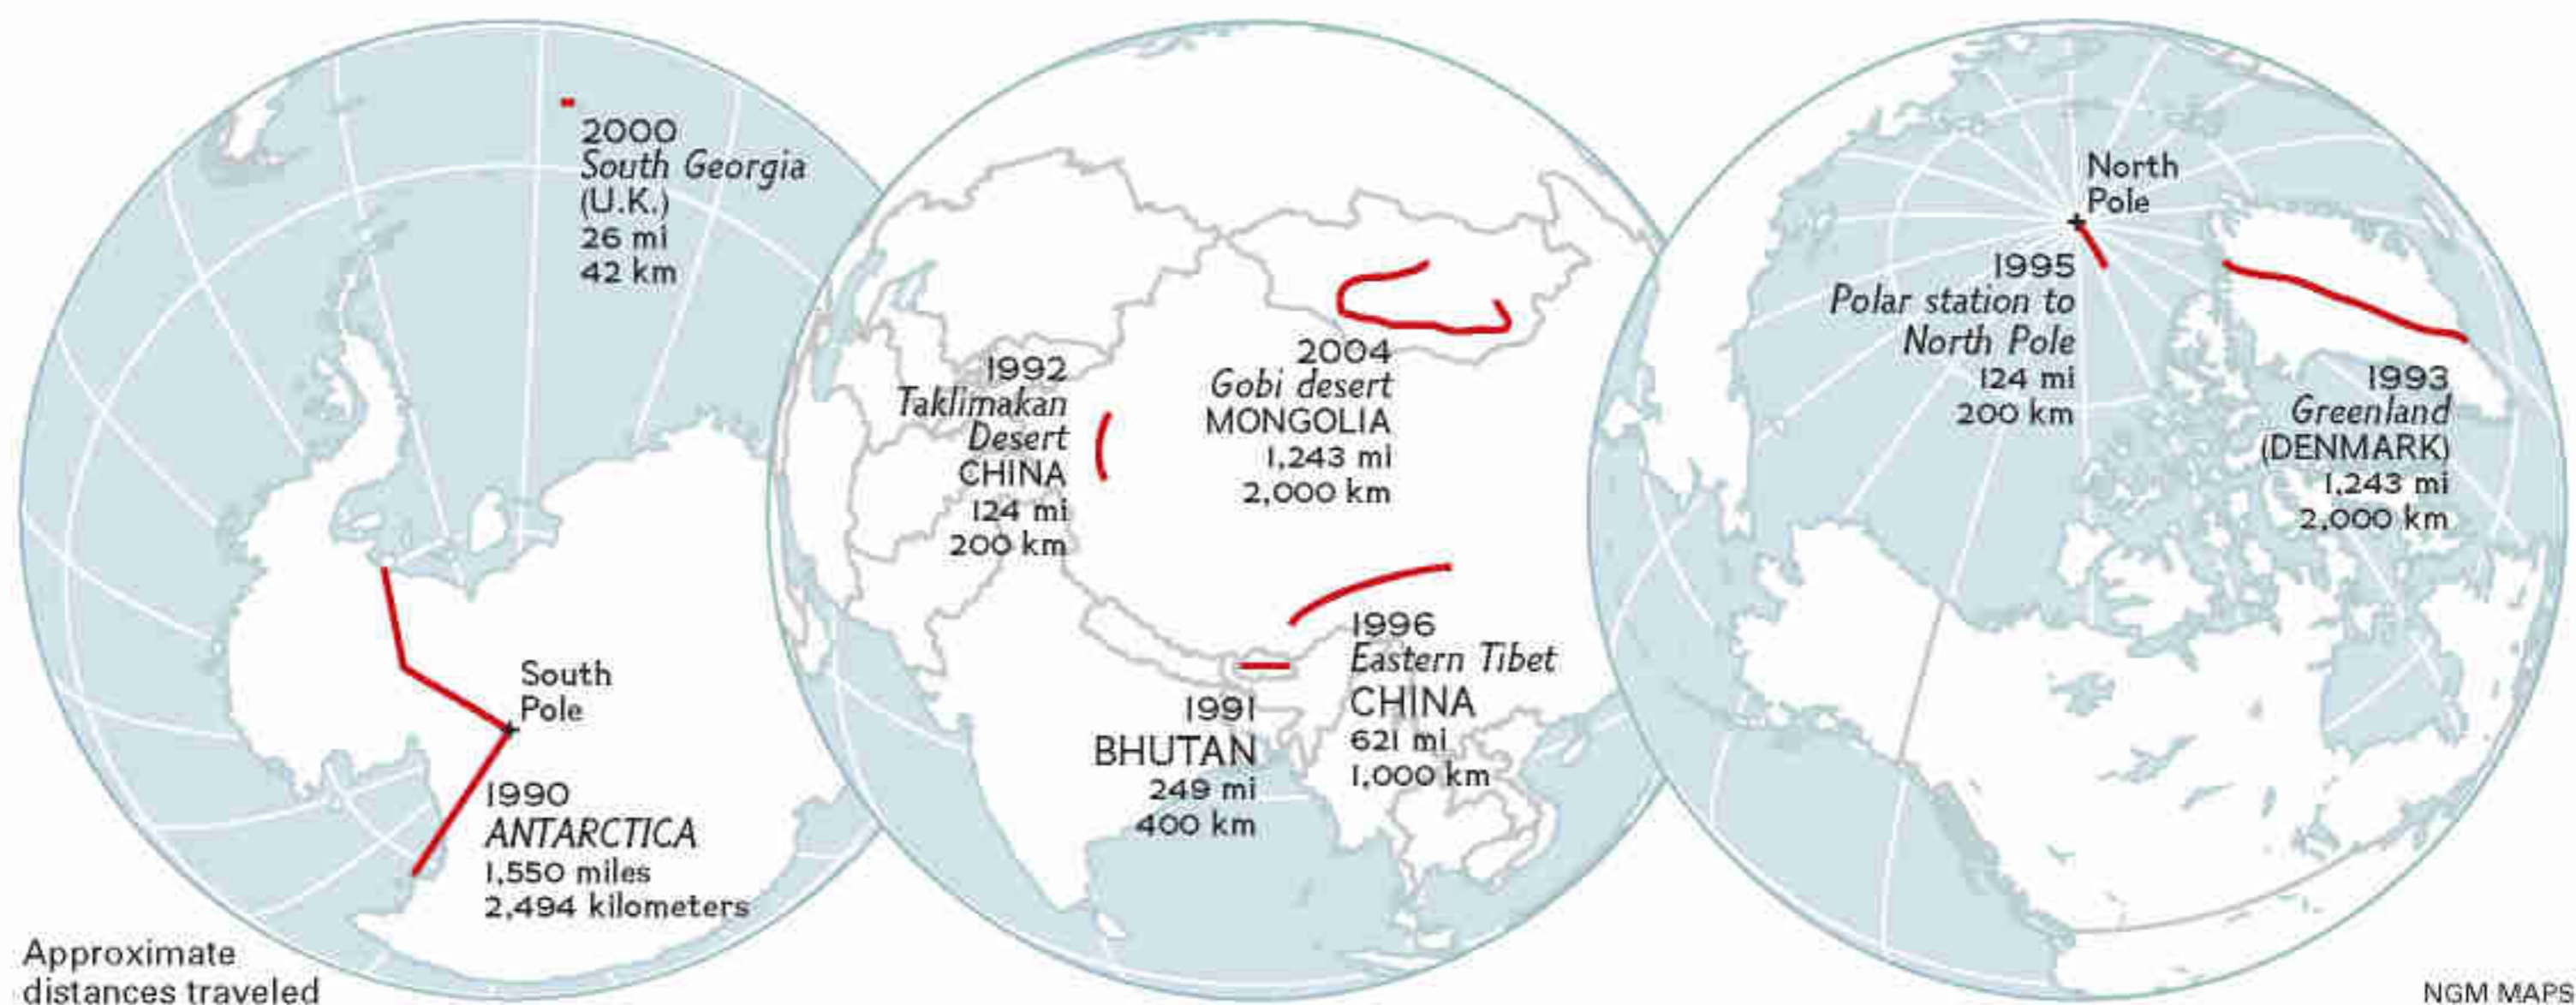 2000
South Georgia
(U.K.)
26 mi
42 km
South
Pole
1990
ANTARCTICA
1,550 miles
2,494 kilometers
Approximate
distances traveled
1992
Taklimakan
Desert
CHINA
124 mi
200 km
2004
Gobi desert
MONGOLIA
1,243 mi
2,000 km
1996
Eastern Tibet
CHINA
621 mi
1,000 km
1991
BHUTAN
249 mi
400 km
North
Pole
1995
Polar station to
North Pole
124 mi
200 km
1993
Greenland
(DENMARK)
1,243 mi
2,000 km
NGM MAPS